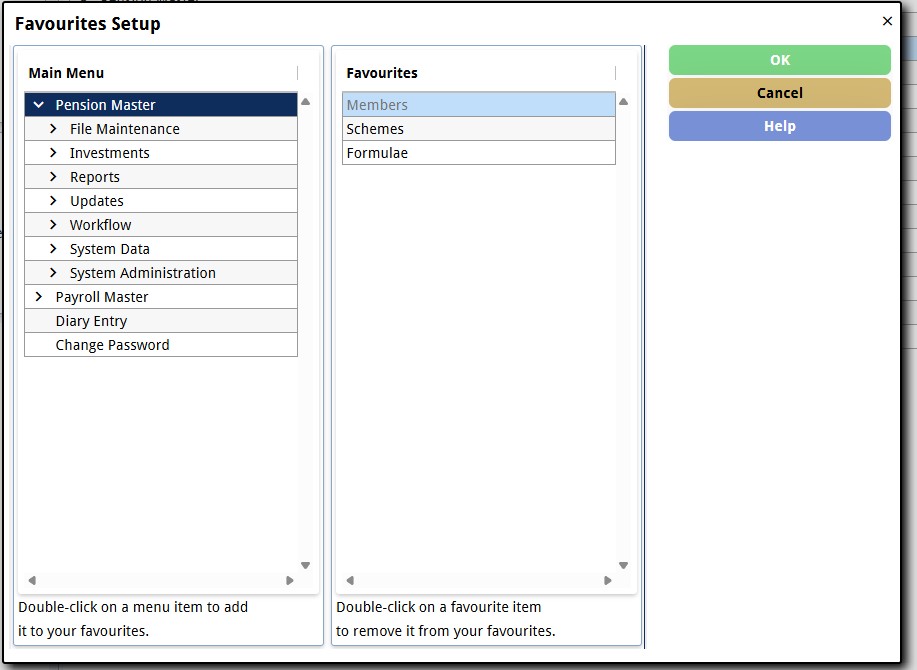 Favourites Setup
Main Menu
Pension Master
File Maintenance
Investments
Reports
Updates
Workflow
System Data
System Administration
Payroll Master
Diary Entry
Change Password
Double-click on a menu item to add
it to your favourites.
Favourites
Members
Schemes
Formulae
Double-click on a favourite item
to remove it from your favourites.
OK
Cancel
Help